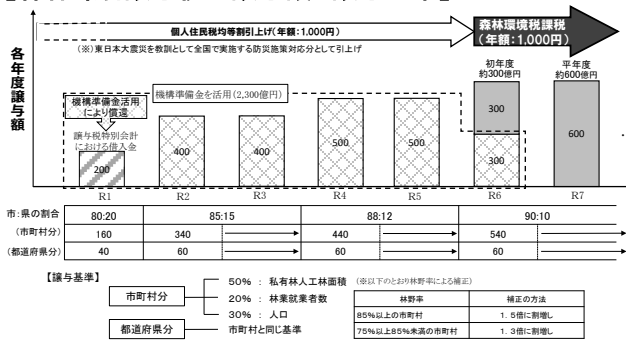 個人住民税均等割引上げ(年額:1,000円)
森林環境税課税
(年額:1,000円)
(※)東日本大震災を教訓として全国で実施する防災施策対応分として引上げ
各年度譲与額
初年度
約300億円
平年度
約600億円
機構準備金活用
により償還
機構準備金を活用(2,300億円)
譲与税特別会計
における借入金
200
400
400
500
500
300
300
600
R1 R2 R3 R4 R5 R6 R7
市:県の割合 80:20 85:15 88:12 90:10
(市町村分) 160 340 440 540
(都道府県分) 40 60 60 60
【譲与基準】
市町村分
50% : 私有林人工林面積 (※以下のとおり林野率による補正)
20% : 林業就業者数
30% : 人口
都道府県分 市町村と同じ基準
林野率 補正の方法
85%以上の市町村 1.5倍に割増し
75%以上85%未満の市町村 1.3倍に割増し